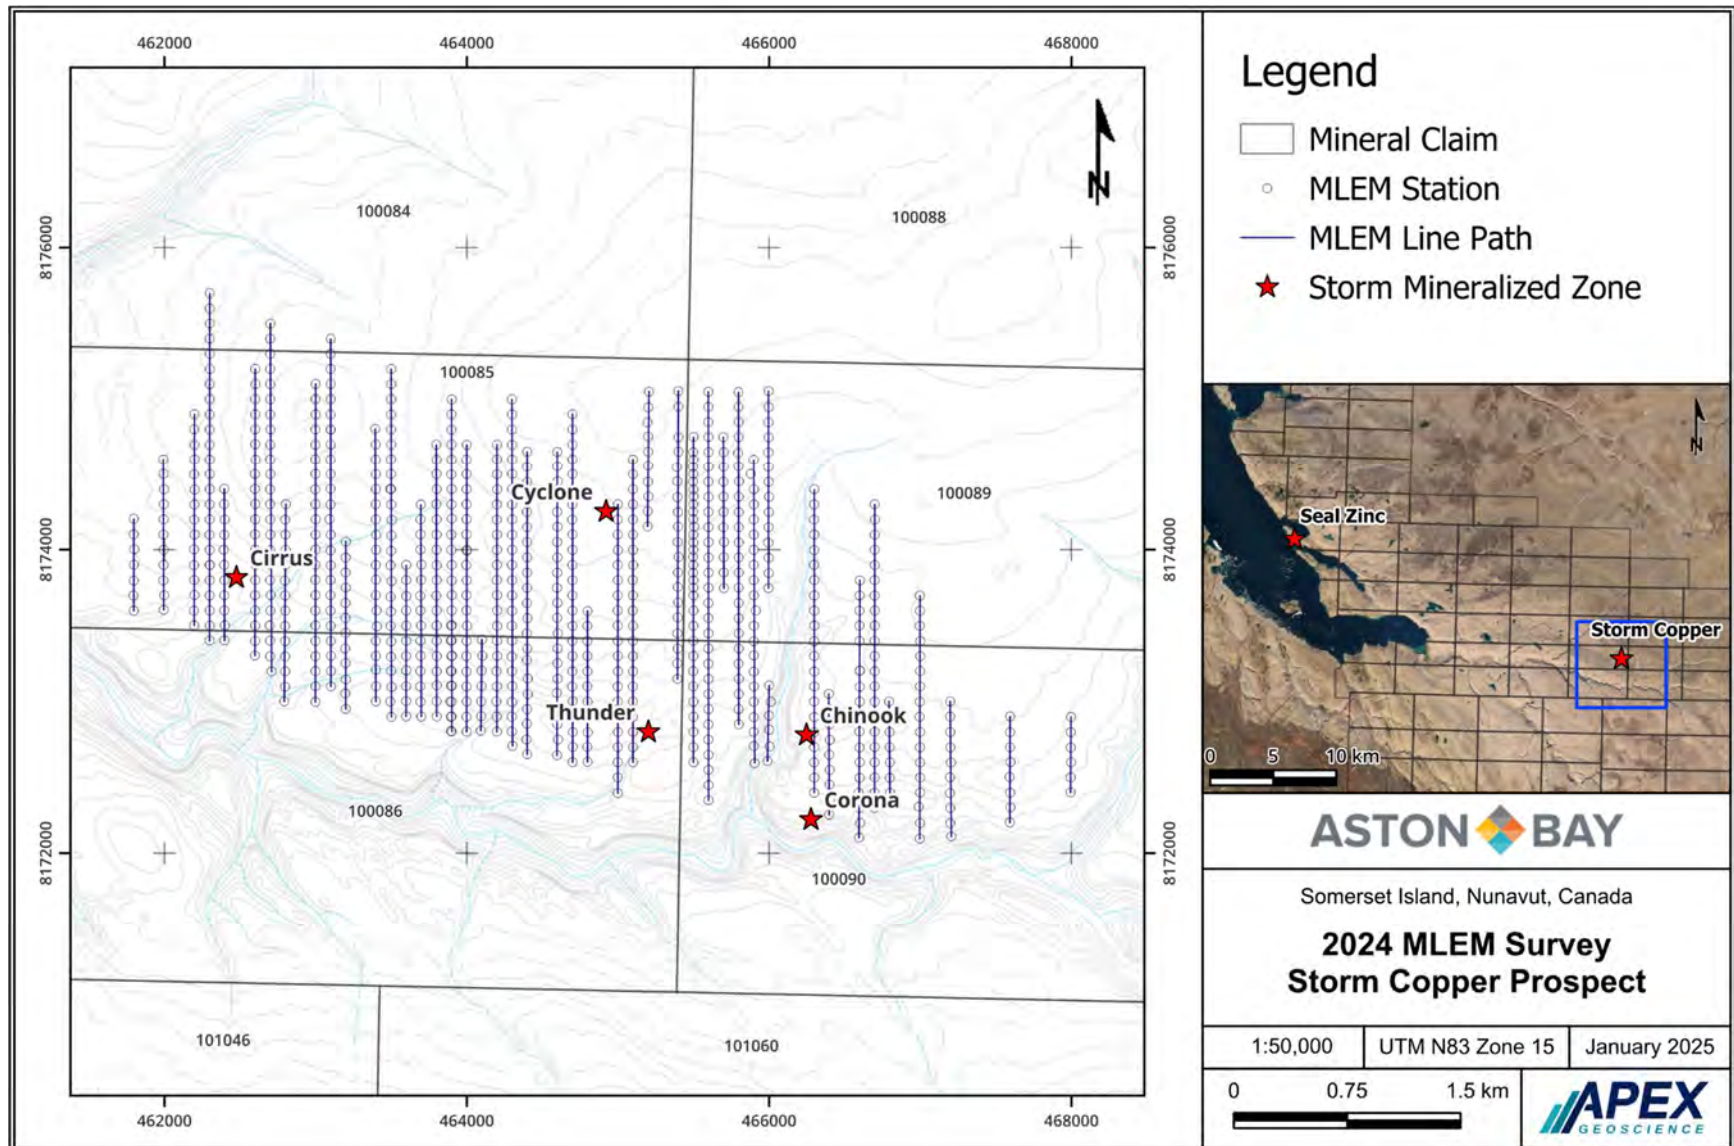 462000
464000
466000
468000
8176000
8176000
8174000
8174000
8172000
8172000
462000
464000
466000
468000
N
100084
100088
100085
100089
Cyclone
Cirrus
Thunder
Chinook
Corona
100086
100090
101046
101060
Legend
Mineral Claim
MLEM Station
MLEM Line Path
Storm Mineralized Zone
N
Seal Zinc
Storm Copper
0 5 10 km
ASTON BAY
Somerset Island, Nunavut, Canada
2024 MLEM Survey
Storm Copper Prospect
1:50,000
UTM N83 Zone 15
January 2025
0 0.75 1.5 km
APEX
GEOSCIENCE